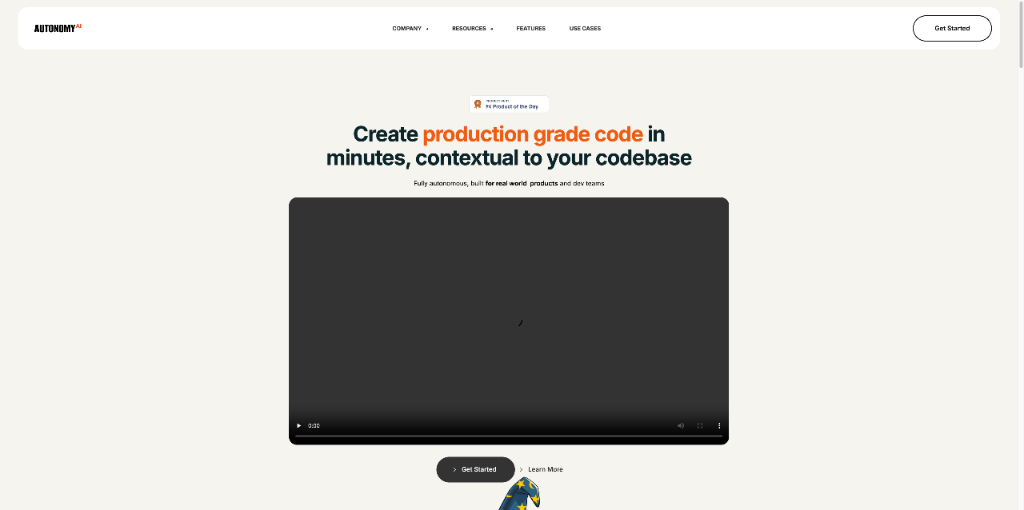 AUTONOMY AI
COMPANY
RESOURCES
FEATURES
USE CASES
Get Started
Product of the Day
Create production grade code in
minutes, contextual to your codebase
Fully autonomous, built for real world products and dev teams
0:00
Get Started
Learn More